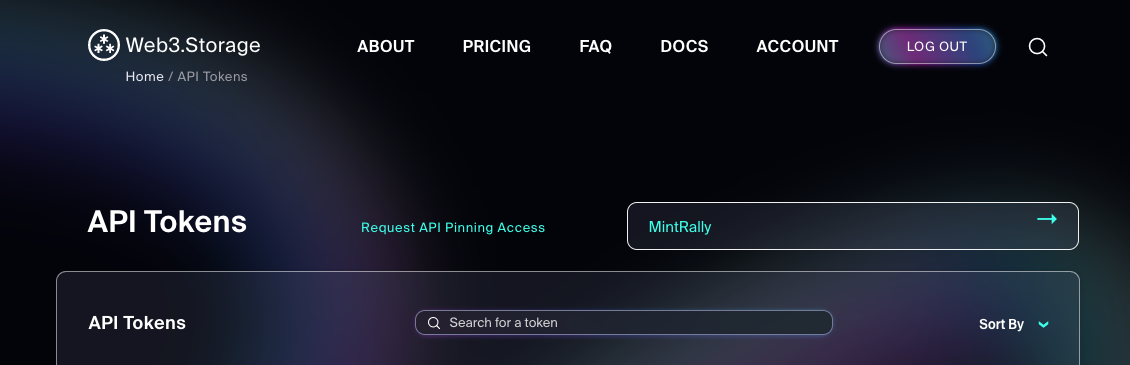 Web3.Storage ABOUT PRICING FAQ DOCS ACCOUNT LOG OUT
Home / API Tokens
API Tokens Request API Pinning Access MintRally
API Tokens Search for a token Sort By